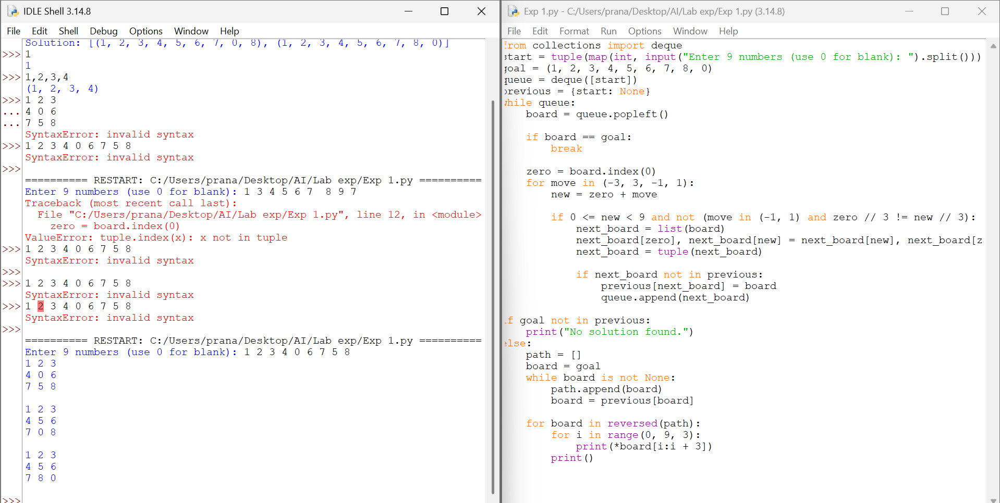 IDLE Shell 3.14.8
File Edit Shell Debug Options Window Help
Solution: [(1, 2, 3, 4, 5, 6, 7, 0, 8), (1, 2, 3, 4, 5, 6, 7, 8, 0)]
>>> 1
1
>>> 1,2,3,4
(1, 2, 3, 4)
>>> 1 2 3
... 4 0 6
... 7 5 8
SyntaxError: invalid syntax
>>> 1 2 3 4 0 6 7 5 8
SyntaxError: invalid syntax
>>>
========== RESTART: C:/Users/prana/Desktop/AI/Lab exp/Exp 1.py ==========
Enter 9 numbers (use 0 for blank): 1 3 4 5 6 7  8 9 7
Traceback (most recent call last):
  File "C:/Users/prana/Desktop/AI/Lab exp/Exp 1.py", line 12, in <module>
    zero = board.index(0)
ValueError: tuple.index(x): x not in tuple
>>> 1 2 3 4 0 6 7 5 8
SyntaxError: invalid syntax
>>>
>>> 1 2 3 4 0 6 7 5 8
SyntaxError: invalid syntax
>>> 1 2 3 4 0 6 7 5 8
SyntaxError: invalid syntax
>>>
========== RESTART: C:/Users/prana/Desktop/AI/Lab exp/Exp 1.py ==========
Enter 9 numbers (use 0 for blank): 1 2 3 4 0 6 7 5 8
1 2 3
4 0 6
7 5 8

1 2 3
4 5 6
7 0 8

1 2 3
4 5 6
7 8 0

>>>
Exp 1.py - C:/Users/prana/Desktop/AI/Lab exp/Exp 1.py (3.14.8)
File Edit Format Run Options Window Help
from collections import deque
start = tuple(map(int, input("Enter 9 numbers (use 0 for blank): ").split()))
goal = (1, 2, 3, 4, 5, 6, 7, 8, 0)
queue = deque([start])
previous = {start: None}
while queue:
    board = queue.popleft()

    if board == goal:
        break

    zero = board.index(0)
    for move in (-3, 3, -1, 1):
        new = zero + move

        if 0 <= new < 9 and not (move in (-1, 1) and zero // 3 != new // 3):
            next_board = list(board)
            next_board[zero], next_board[new] = next_board[new], next_board[z
            next_board = tuple(next_board)

            if next_board not in previous:
                previous[next_board] = board
                queue.append(next_board)

if goal not in previous:
    print("No solution found.")
else:
    path = []
    board = goal
    while board is not None:
        path.append(board)
        board = previous[board]

    for board in reversed(path):
        for i in range(0, 9, 3):
            print(*board[i:i + 3])
        print()